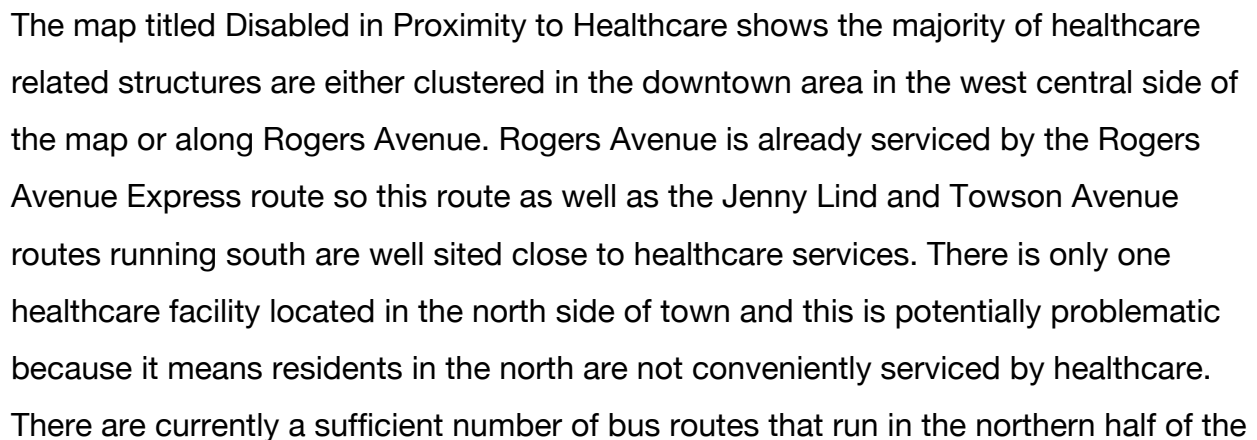 The map titled Disabled in Proximity to Healthcare shows the majority of healthcare
related structures are either clustered in the downtown area in the west central side of
the map or along Rogers Avenue. Rogers Avenue is already serviced by the Rogers
Avenue Express route so this route as well as the Jenny Lind and Towson Avenue
routes running south are well sited close to healthcare services. There is only one
healthcare facility located in the north side of town and this is potentially problematic
because it means residents in the north are not conveniently serviced by healthcare.
There are currently a sufficient number of bus routes that run in the northern half of the